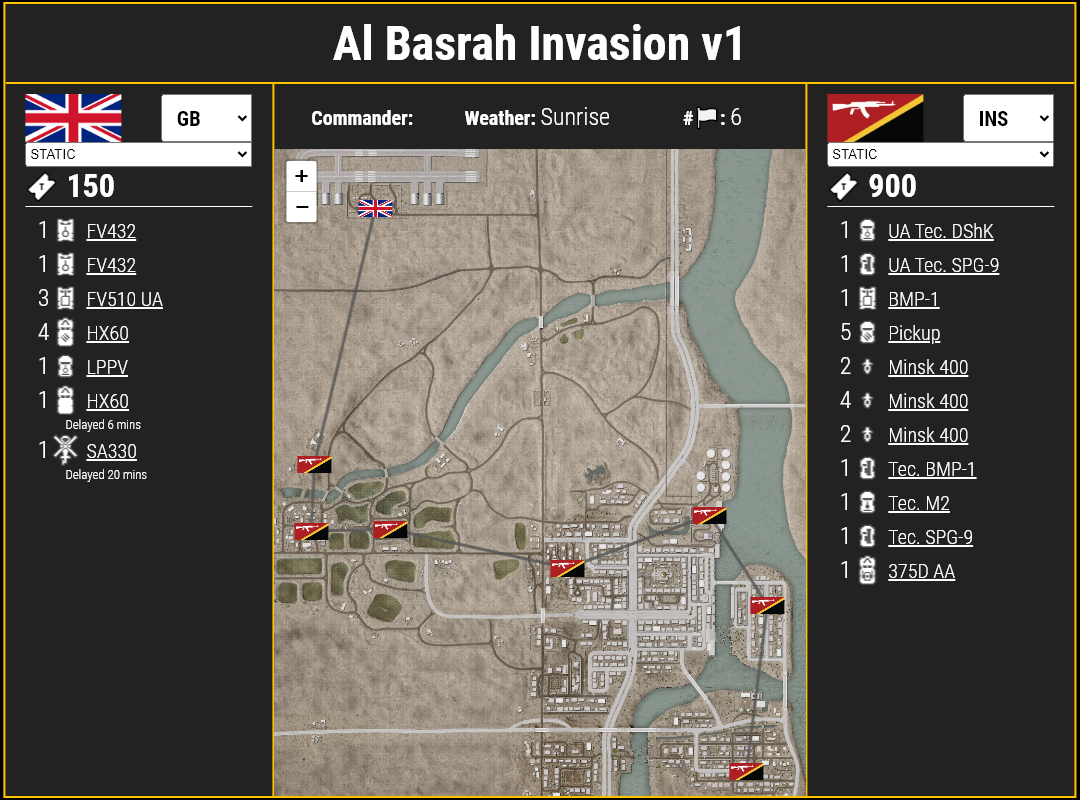 Al Basrah Invasion v1
GB
STATIC
150
1 FV432
1 FV432
3 FV510 UA
4 HX60
1 LPPV
1 HX60
Delayed 6 mins
1 SA330
Delayed 20 mins
Commander: Weather: Sunrise # : 6
+
−
INS
STATIC
900
1 UA Tec. DShK
1 UA Tec. SPG-9
1 BMP-1
5 Pickup
2 Minsk 400
4 Minsk 400
2 Minsk 400
1 Tec. BMP-1
1 Tec. M2
1 Tec. SPG-9
1 375D AA